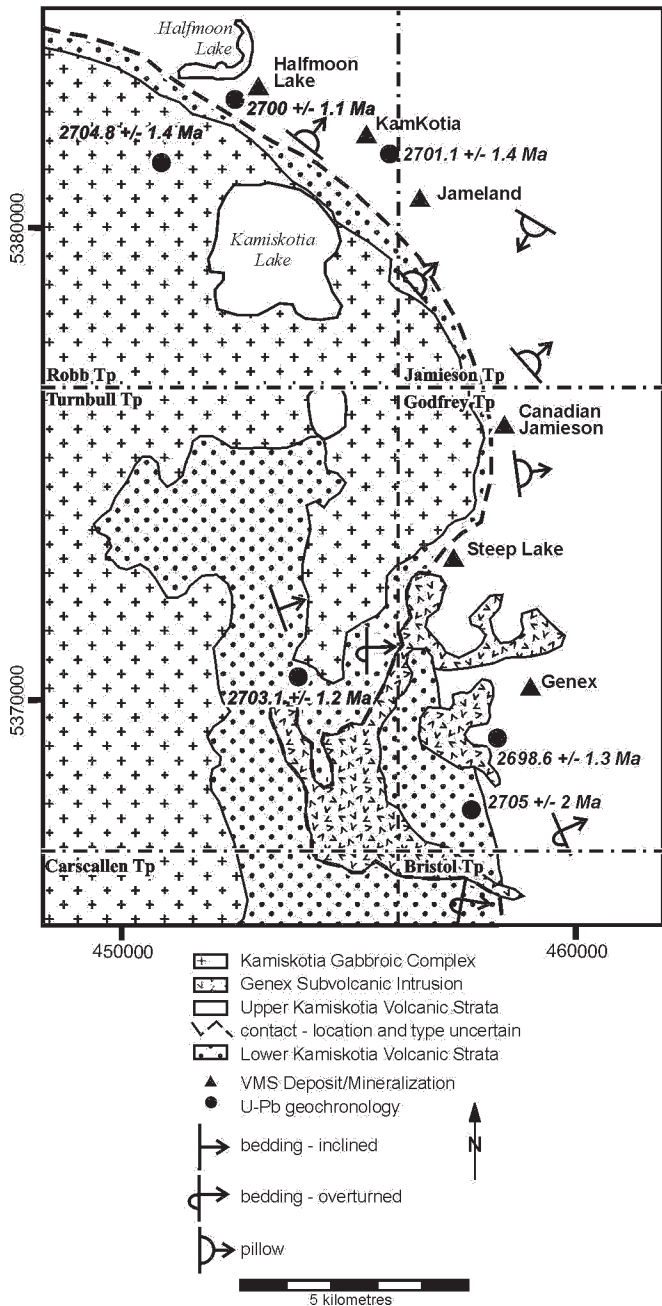 Halfmoon
Lake
Halfmoon
Lake
2700 +/- 1.1 Ma
2704.8 +/- 1.4 Ma
KamKotia
2701.1 +/- 1.4 Ma
Jameland
5380000
Kamiskotia
Lake
Robb Tp
Jamieson Tp
Turnbull Tp
Godfrey Tp
Canadian
Jamieson
Steep Lake
Genex
2703.1 +/- 1.2 Ma
5370000
2698.6 +/- 1.3 Ma
2705 +/- 2 Ma
Carscallen Tp
Bristol Tp
450000
460000
Kamiskotia Gabbroic Complex
Genex Subvolcanic Intrusion
Upper Kamiskotia Volcanic Strata
contact - location and type uncertain
Lower Kamiskotia Volcanic Strata
VMS Deposit/Mineralization
U-Pb geochronology
N
bedding - inclined
bedding - overturned
pillow
5 kilometres